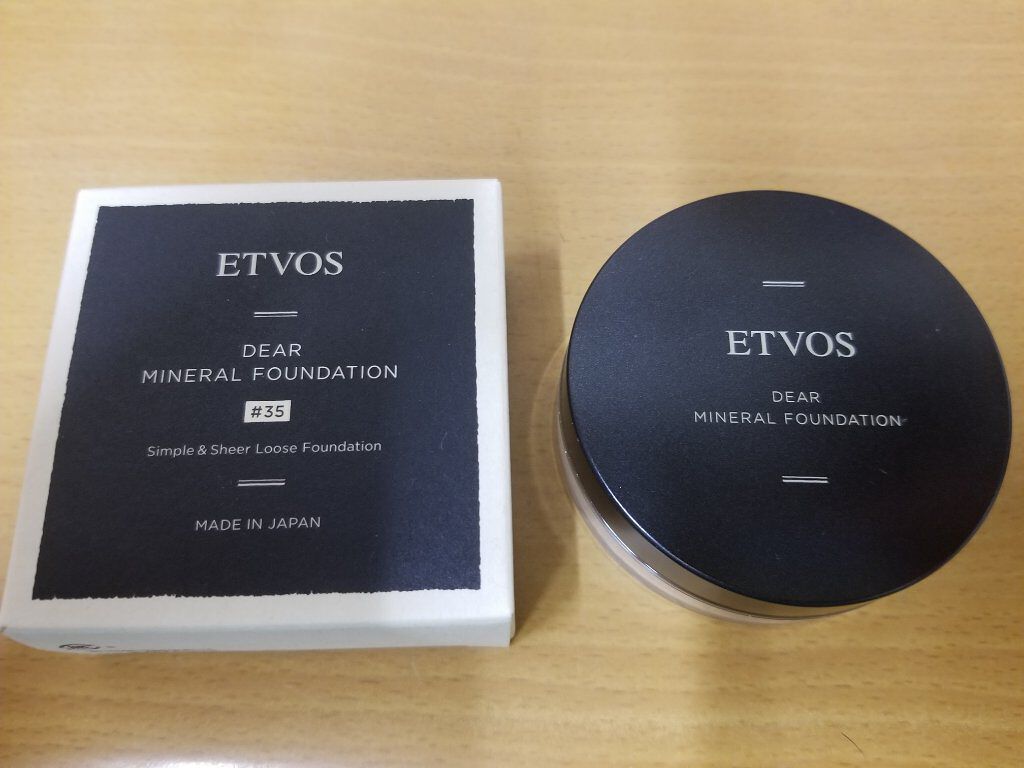 ETVOS
DEAR
MINERAL FOUNDATION
#35
Simple & Sheer Loose Foundation
MADE IN JAPAN
ETVOS
DEAR
MINERAL FOUNDATION